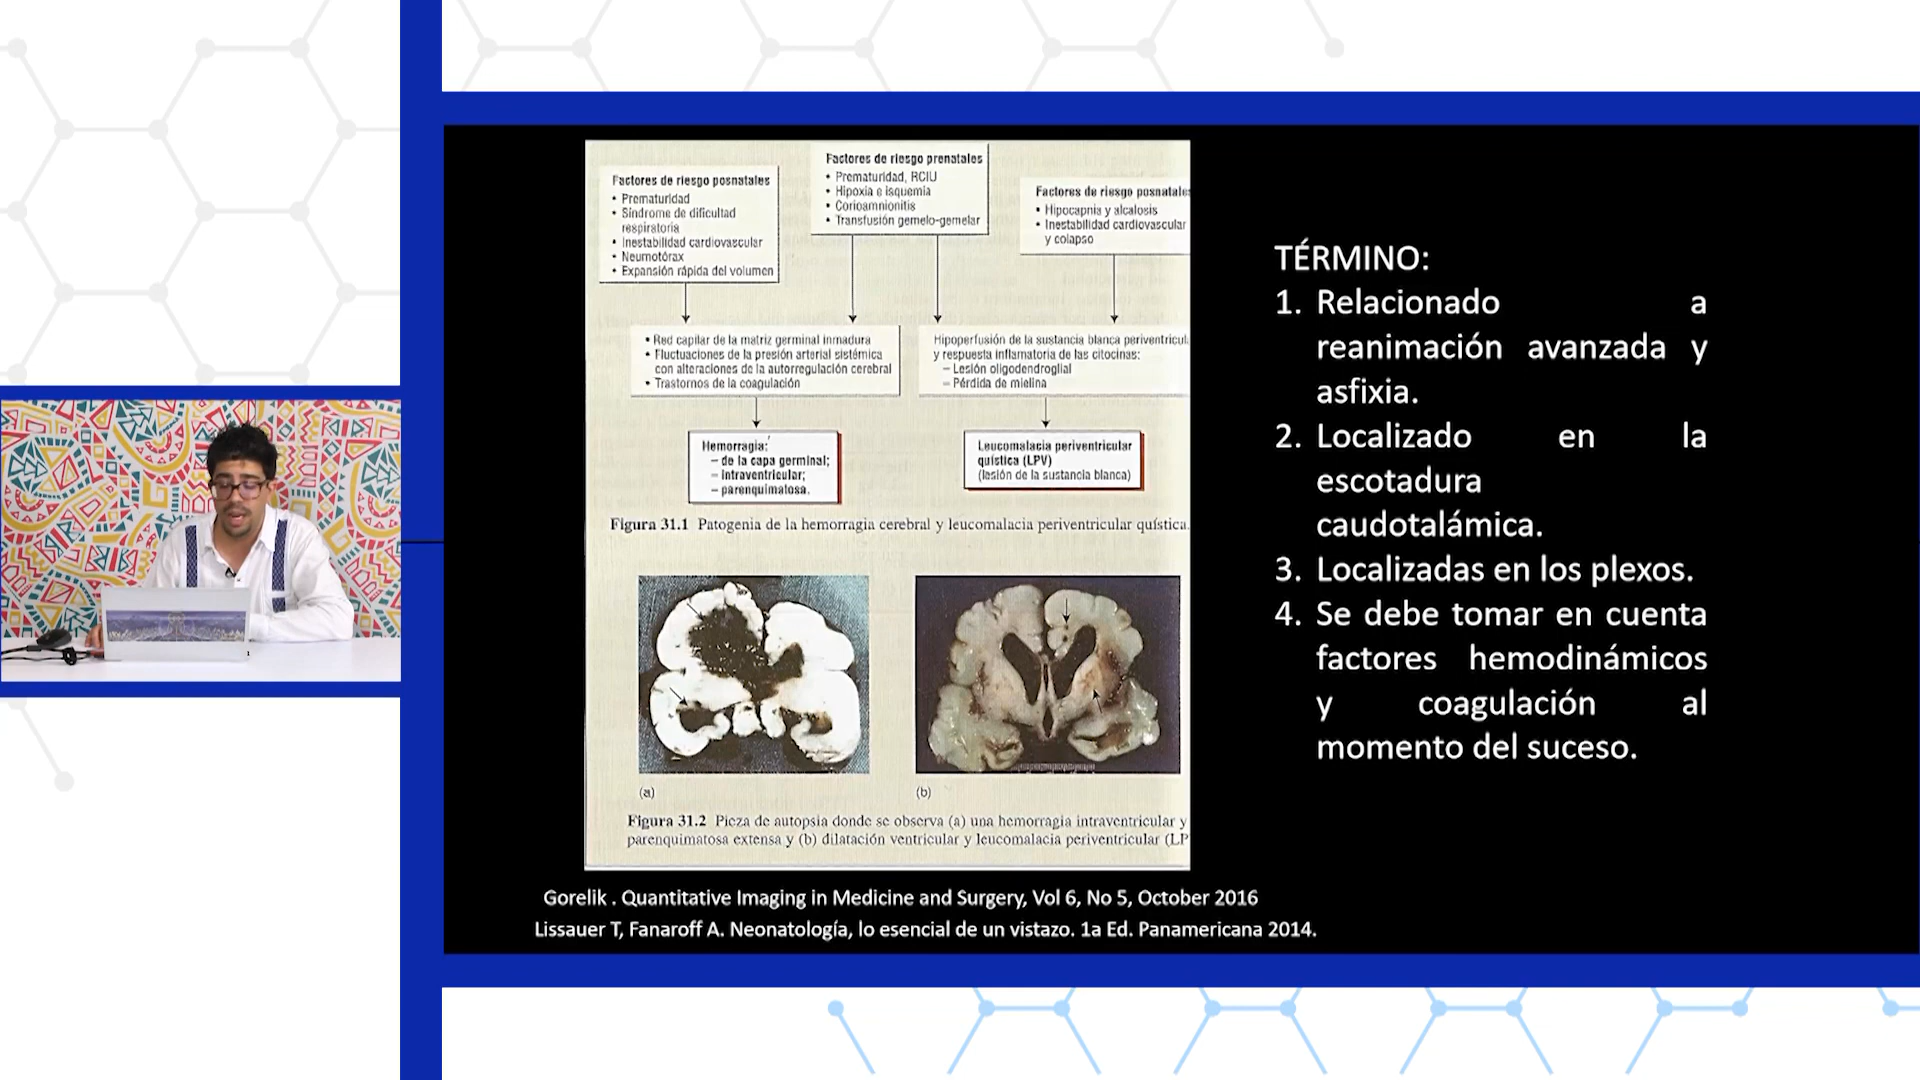 Factores de riesgo posnatales
• Prematuridad
• Síndrome de dificultad
respiratoria
• Inestabilidad cardiovascular
• Neumotórax
• Expansión rápida del volumen
Factores de riesgo prenatales
• Prematuridad, RCIU
• Hipoxia e isquemia
• Corioamnionitis
• Transfusión gemelo-gemelar
Factores de riesgo posnatales
• Hipocapnia y alcalosis
• Inestabilidad cardiovascular
y colapso
• Red capilar de la matriz germinal inmadura
• Fluctuaciones de la presión arterial sistémica
con alteraciones de la autorregulación cerebral
• Trastornos de la coagulación
Hipoperfusión de la sustancia blanca periventricul
y respuesta inflamatoria de las citocinas:
– Lesión oligodendroglial
– Pérdida de mielina
Hemorragia:
– de la capa germinal;
– intraventricular;
– parenquimatosa.
Leucomalacia periventricular
quística (LPV)
(lesión de la sustancia blanca)
Figura 31.1 Patogenia de la hemorragia cerebral y leucomalacia periventricular quística.
(a)
(b)
Figura 31.2 Pieza de autopsia donde se observa (a) una hemorragia intraventricular y
parenquimatosa extensa y (b) dilatación ventricular y leucomalacia periventricular (LP
TÉRMINO:
1. Relacionado a
reanimación avanzada y
asfixia.
2. Localizado en la
escotadura
caudotalámica.
3. Localizadas en los plexos.
4. Se debe tomar en cuenta
factores hemodinámicos
y coagulación al
momento del suceso.
Gorelik . Quantitative Imaging in Medicine and Surgery, Vol 6, No 5, October 2016
Lissauer T, Fanaroff A. Neonatología, lo esencial de un vistazo. 1a Ed. Panamericana 2014.